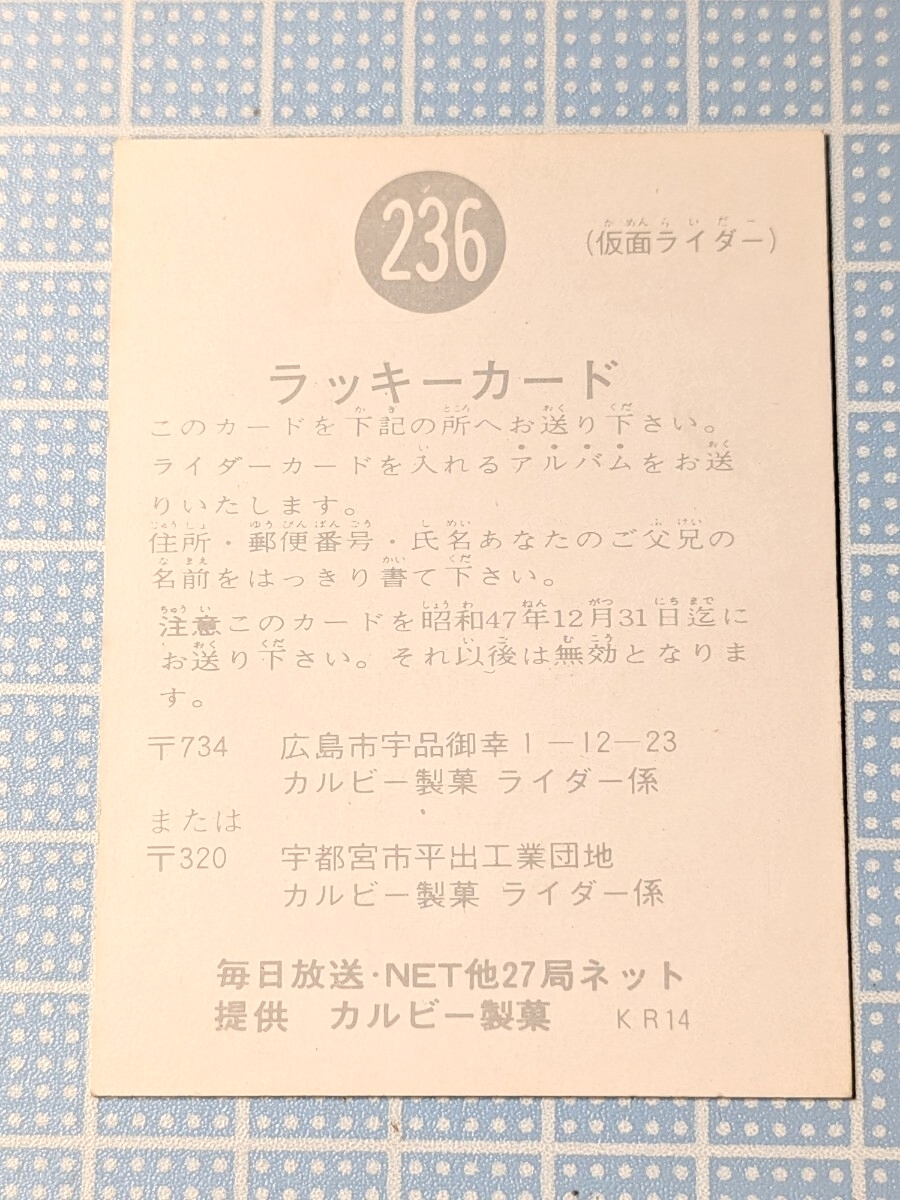 236
(仮面ライダー)
ラッキーカード
このカードを下記の所へお送り下さい。
ライダーカードを入れるアルバムをお送
りいたします。
住所・郵便番号・氏名あなたのご父兄の
名前をはっきり書て下さい。
注意このカードを昭和47年12月31日迄に
お送り下さい。それ以後は無効となりま
す。
〒734 広島市宇品御幸1-12-23
カルビー製菓 ライダー係
または
〒320 宇都宮市平出工業団地
カルビー製菓 ライダー係
毎日放送・NET他27局ネット
提供 カルビー製菓 KR14